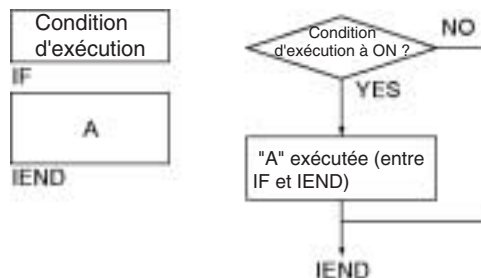 Condition
d'exécution
IF
A
IEND
Condition
d'exécution à ON ?
NO
YES
"A" exécutée (entre
IF et IEND)
IEND